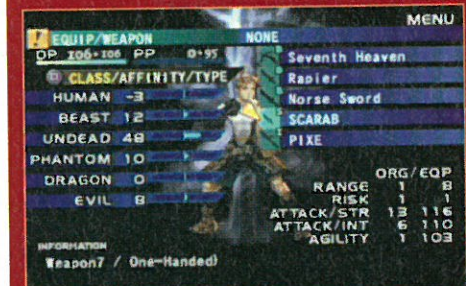 MENU
EQUIP/WEAPON NONE
DP 106+106 PP 0+95
CLASS/AFFINITY/TYPE
HUMAN -3
BEAST 12
UNDEAD 48
PHANTOM 10
DRAGON 0
EVIL 8
Seventh Heaven
Rapier
Norse Sword
SCARAB
PIXE
ORG/EQP
RANGE 1 8
RISK 1 1
ATTACK/STR 13 116
ATTACK/INT 6 110
AGILITY 1 103
INFORMATION
Weapon7 / One-Handed)